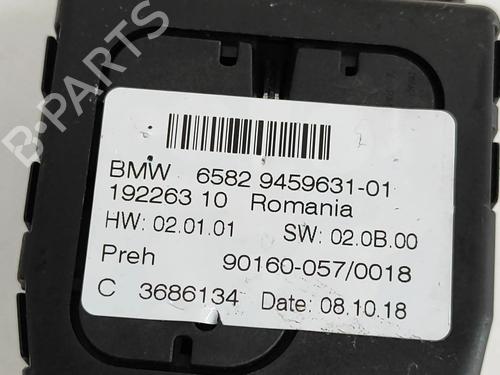 B-PARTS
BMW 6582 9459631-01
192263 10 Romania
HW: 02.01.01 SW: 02.0B.00
Preh 90160-057/0018
C 3686134 Date: 08.10.18